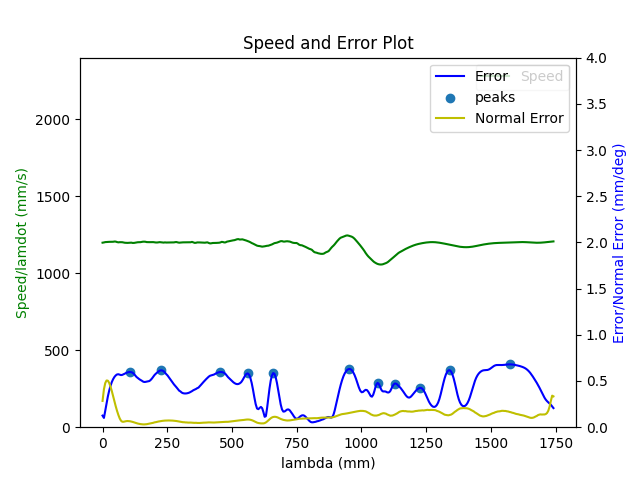 Speed and Error Plot
Error
Speed
peaks
Normal Error
Speed/lamdot (mm/s)
2000
1500
1000
500
0
4.0
3.5
3.0
2.5
2.0
1.5
1.0
0.5
0.0
Error/Normal Error (mm/deg)
0 250 500 750 1000 1250 1500 1750
lambda (mm)